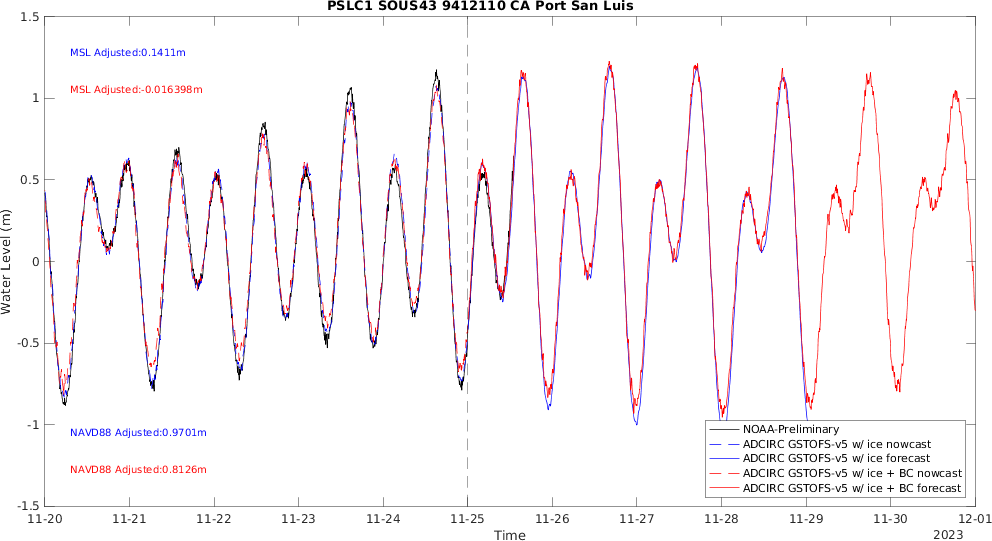 PSLC1 SOUS43 9412110 CA Port San Luis
1.5
MSL Adjusted:0.1411m
1
MSL Adjusted:-0.016398m
0.5
0
Water Level (m)
-0.5
-1
NAVD88 Adjusted:0.9701m
NAVD88 Adjusted:0.8126m
-1.5
NOAA-Preliminary
ADCIRC GSTOFS-v5 w/ ice nowcast
ADCIRC GSTOFS-v5 w/ ice forecast
ADCIRC GSTOFS-v5 w/ ice + BC nowcast
ADCIRC GSTOFS-v5 w/ ice + BC forecast
11-20 11-21 11-22 11-23 11-24 11-25 11-26 11-27 11-28 11-29 11-30 12-01
Time
2023